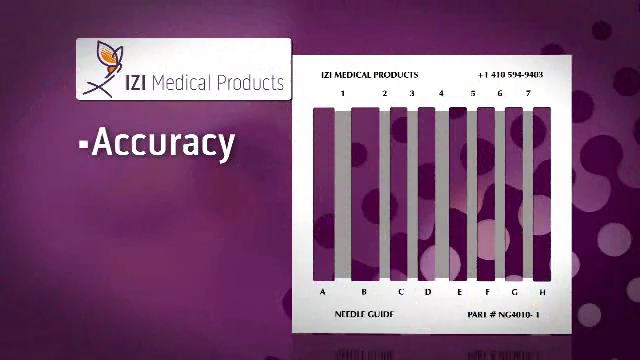 IZI Medical Products
▪Accuracy
IZI MEDICAL PRODUCTS +1 410 594-9403
1 2 3 4 5 6 7
A B C D E F G H
NEEDLE GUIDE PART # NG4010- 1